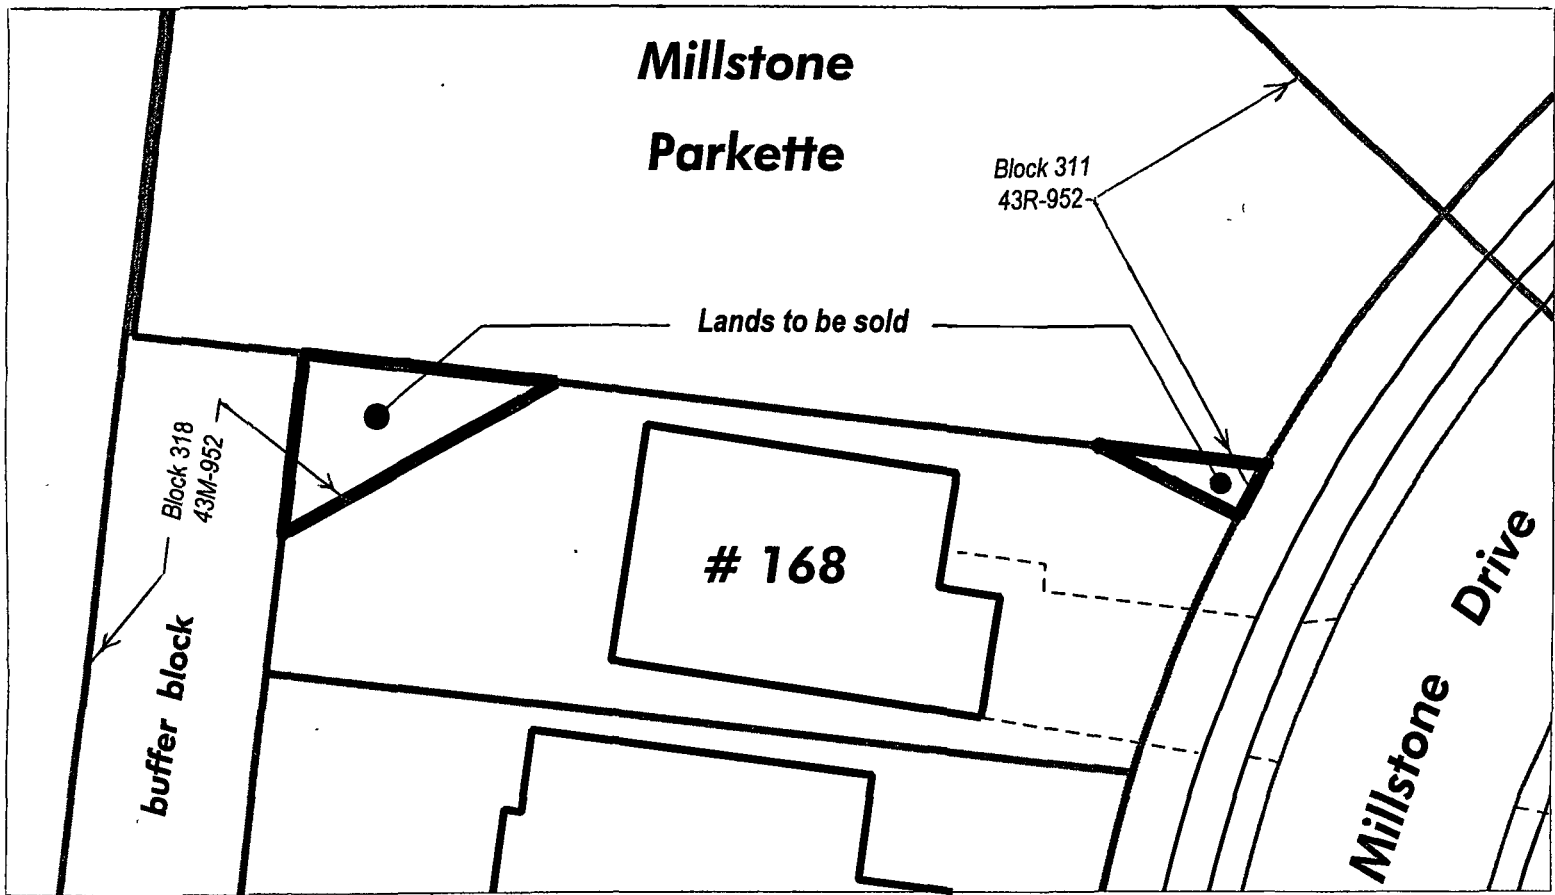 Millstone
Parkette
Block 311
43R-952
Lands to be sold
Block 318
43M-952
# 168
buffer block
Millstone Drive